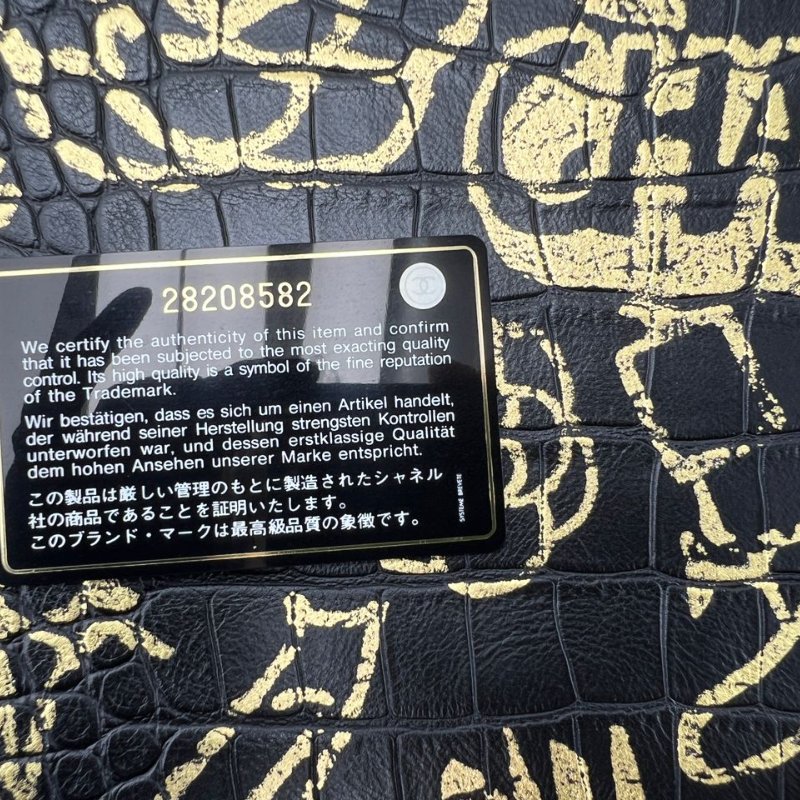 28208582
We certify the authenticity of this item and confirm
that it has been subjected to the most exacting quality
control. Its high quality is a symbol of the fine reputation
of the Trademark.
Wir bestätigen, dass es sich um einen Artikel handelt,
der während seiner Herstellung strengsten Kontrollen
unterworfen war, und dessen erstklassige Qualität
dem hohen Ansehen unserer Marke entspricht.
この製品は厳しい管理のもとに製造されたシャネル
社の商品であることを証明いたします。
このブランド・マークは最高級品質の象徴です。
SYSTEME BREVETE